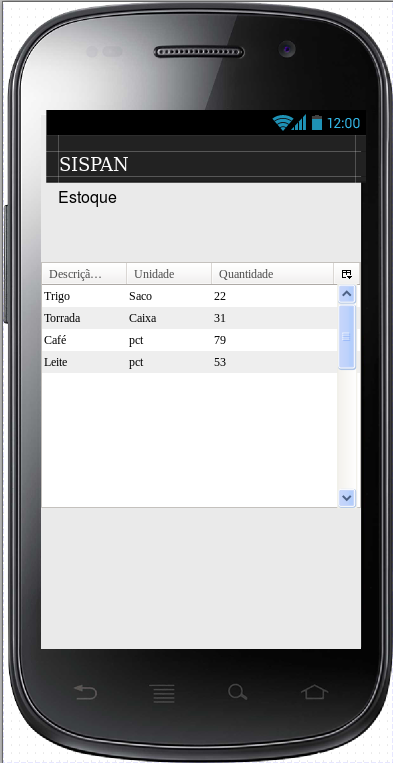 12:00
SISPAN
Estoque
Descriçã… Unidade Quantidade
Trigo Saco 22
Torrada Caixa 31
Café pct 79
Leite pct 53